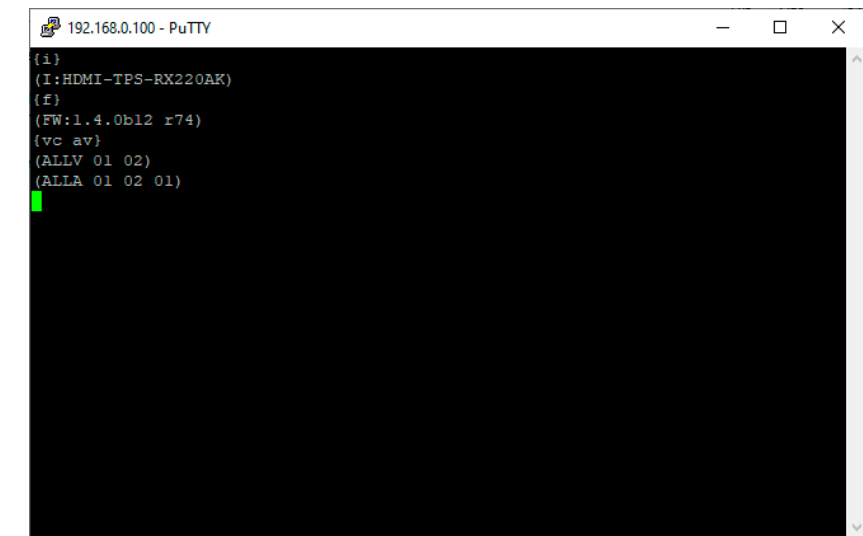 192.168.0.100 - PuTTY
{i}
(I:HDMI-TPS-RX220AK)
{f}
(FW:1.4.0b12 r74)
{vc av}
(ALLV 01 02)
(ALLA 01 02 01)